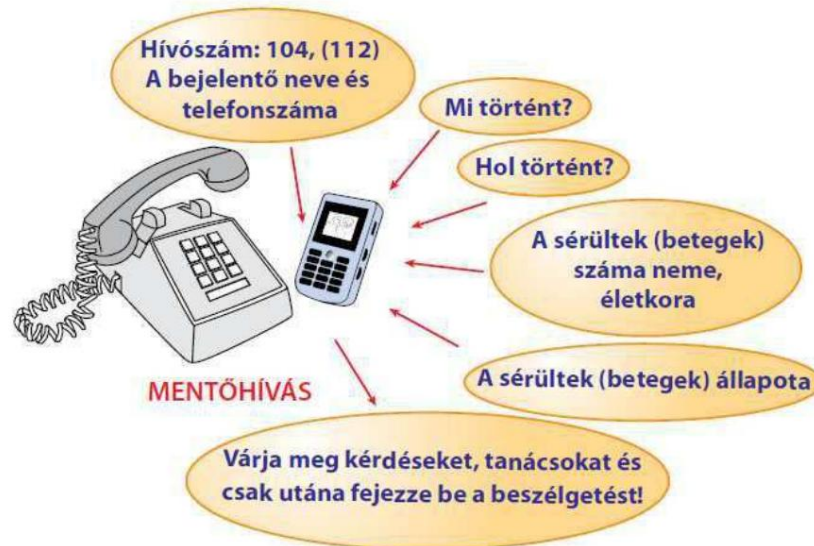 Hívószám: 104, (112)
A bejelentő neve és
telefonszáma
Mi történt?
Hol történt?
A sérültek (betegek)
száma neme,
életkora
A sérültek (betegek) állapota
MENTŐHÍVÁS
Várja meg kérdéseket, tanácsokat és
csak utána fejezze be a beszélgetést!